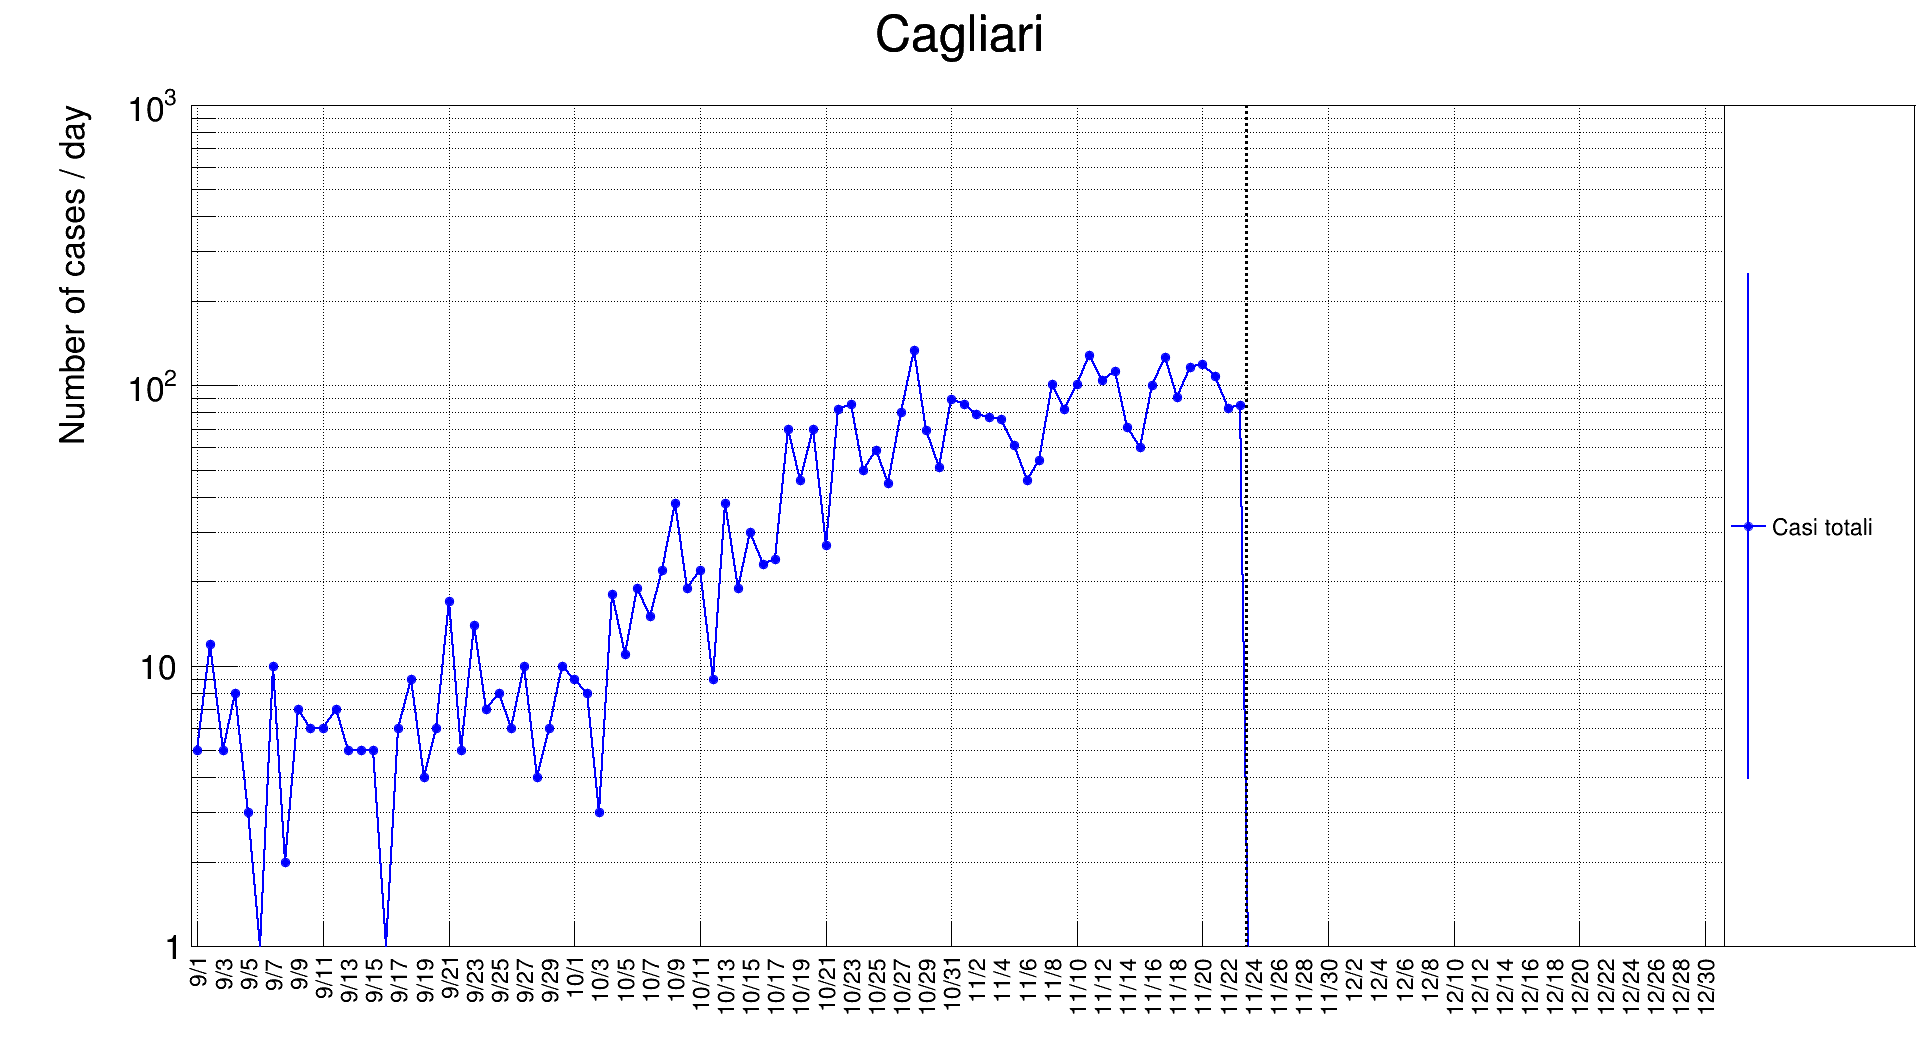 Cagliari
Number of cases / day
10³
10²
10
1
9/1 9/3 9/5 9/7 9/9 9/11 9/13 9/15 9/17 9/19 9/21 9/23 9/25 9/27 9/29 10/1 10/3 10/5 10/7 10/9 10/11 10/13 10/15 10/17 10/19 10/21 10/23 10/25 10/27 10/29 10/31 11/2 11/4 11/6 11/8 11/10 11/12 11/14 11/16 11/18 11/20 11/22 11/24 11/26 11/28 11/30 12/2 12/4 12/6 12/8 12/10 12/12 12/14 12/16 12/18 12/20 12/22 12/24 12/26 12/28 12/30
Casi totali